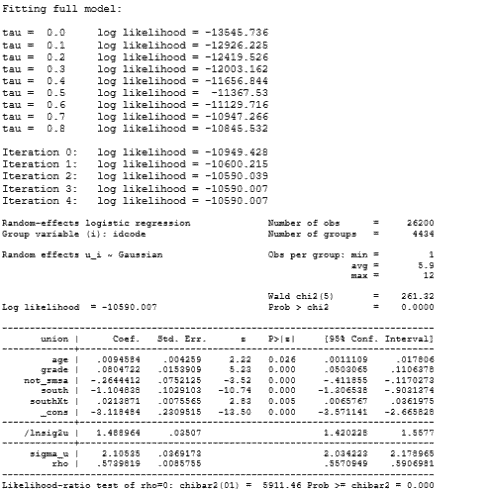 Fitting full model:
tau = 0.0 log likelihood = -13545.736
tau = 0.1 log likelihood = -12926.225
tau = 0.2 log likelihood = -12419.526
tau = 0.3 log likelihood = -12003.162
tau = 0.4 log likelihood = -11656.844
tau = 0.5 log likelihood = -11367.53
tau = 0.6 log likelihood = -11129.716
tau = 0.7 log likelihood = -10947.266
tau = 0.8 log likelihood = -10845.532
Iteration 0: log likelihood = -10949.428
Iteration 1: log likelihood = -10600.215
Iteration 2: log likelihood = -10590.039
Iteration 3: log likelihood = -10590.007
Iteration 4: log likelihood = -10590.007
Random-effects logistic regression Number of obs = 26200
Group variable (i): idcode Number of groups = 4434
Random effects u_i ~ Gaussian Obs per group: min = 1
avg = 5.9
max = 12
Wald chi2(5) = 261.32
Log likelihood = -10590.007 Prob > chi2 = 0.0000
union | Coef. Std. Err. z P>|z| [95% Conf. Interval]
age | .0094584 .004259 2.22 0.026 .0011109 .017806
grade | .0804722 .0153909 5.23 0.000 .0503065 .1106378
not_smsa | -.2644412 .0752125 -3.52 0.000 -.411855 -.1170273
south | -1.104838 .1029103 -10.74 0.000 -1.306538 -.9031374
southXt | .0213871 .0075565 2.83 0.005 .0065767 .0361975
_cons | -3.118484 .2309515 -13.50 0.000 -3.571141 -2.665828
/lnsig2u | 1.488964 .03507 1.420228 1.5577
sigma_u | 2.10535 .0369173 2.034223 2.178965
rho | .5739819 .0085755 .5570949 .5906981
Likelihood-ratio test of rho=0: chibar2(01) = 5911.46 Prob >= chibar2 = 0.000